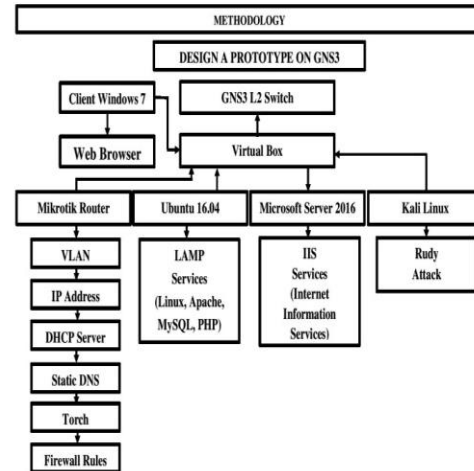 METHODOLOGY
DESIGN A PROTOTYPE ON GNS3
Client Windows 7
GNS3 L2 Switch
Web Browser
Virtual Box
Mikrotik Router
Ubuntu 16.04
Microsoft Server 2016
Kali Linux
VLAN
IP Address
DHCP Server
Static DNS
Torch
Firewall Rules
LAMP
Services
(Linux, Apache,
MySQL, PHP)
IIS
Services
(Internet
Information
Services)
Rudy
Attack